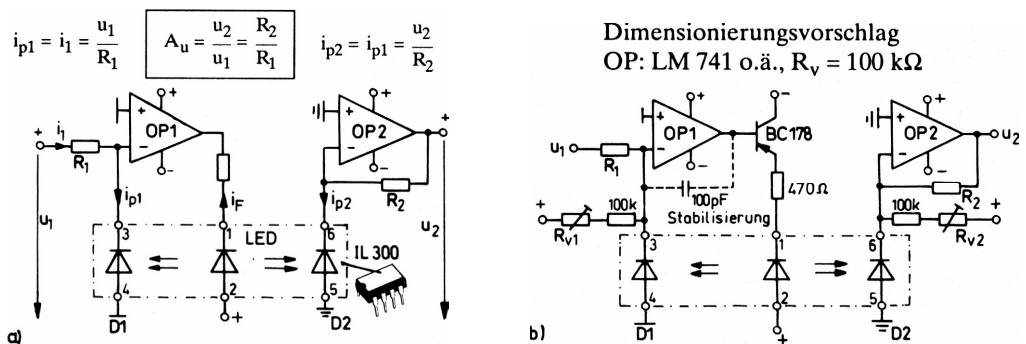 i_p1 = i_1 = u_1/R_1
A_u = u_2/u_1 = R_2/R_1
i_p2 = i_p1 = u_2/R_2
+
i_1
R_1
+
OP1
-
+
-
i_p1
i_F
+
OP2
-
+
-
i_p2
R_2
+
u_1
u_2
3
1
LED
6
IL 300
4
2
5
D1
+
D2
a)
Dimensionierungsvorschlag
OP: LM 741 o.ä., R_v = 100 kΩ
u_1
R_1
+
OP1
-
+
-
-
BC178
470Ω
100pF
Stabilisierung
+
OP2
-
+
-
u_2
R_2
+
R_v1
100k
100k
R_v2
+
3
1
6
4
2
5
D1
+
D2
b)